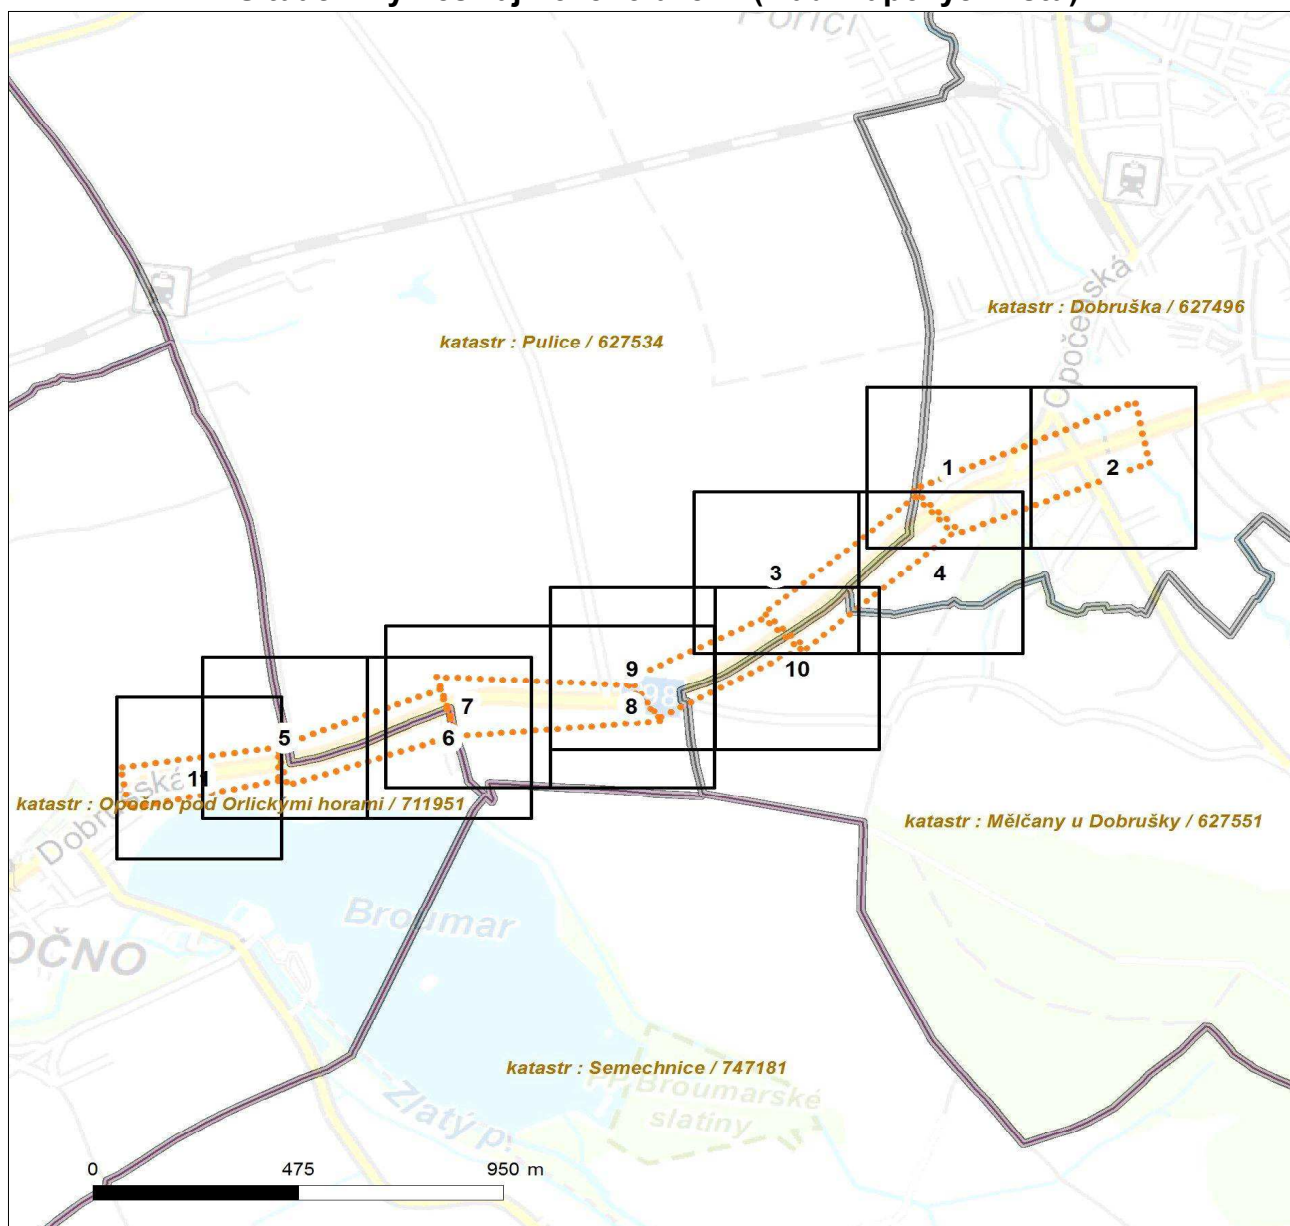 Poříčí
katastr : Dobruška / 627496
Opočenská
katastr : Pulice / 627534
1
2
3
4
9
10
8
7
5
6
11
Dobrušská
katastr : Opočno pod Orlickými horami / 711951
katastr : Mělčany u Dobrušky / 627551
Broumar
OČNO
katastr : Semechnice / 747181
PP Broumarské
slatiny
Zlatý p.
0 475 950 m